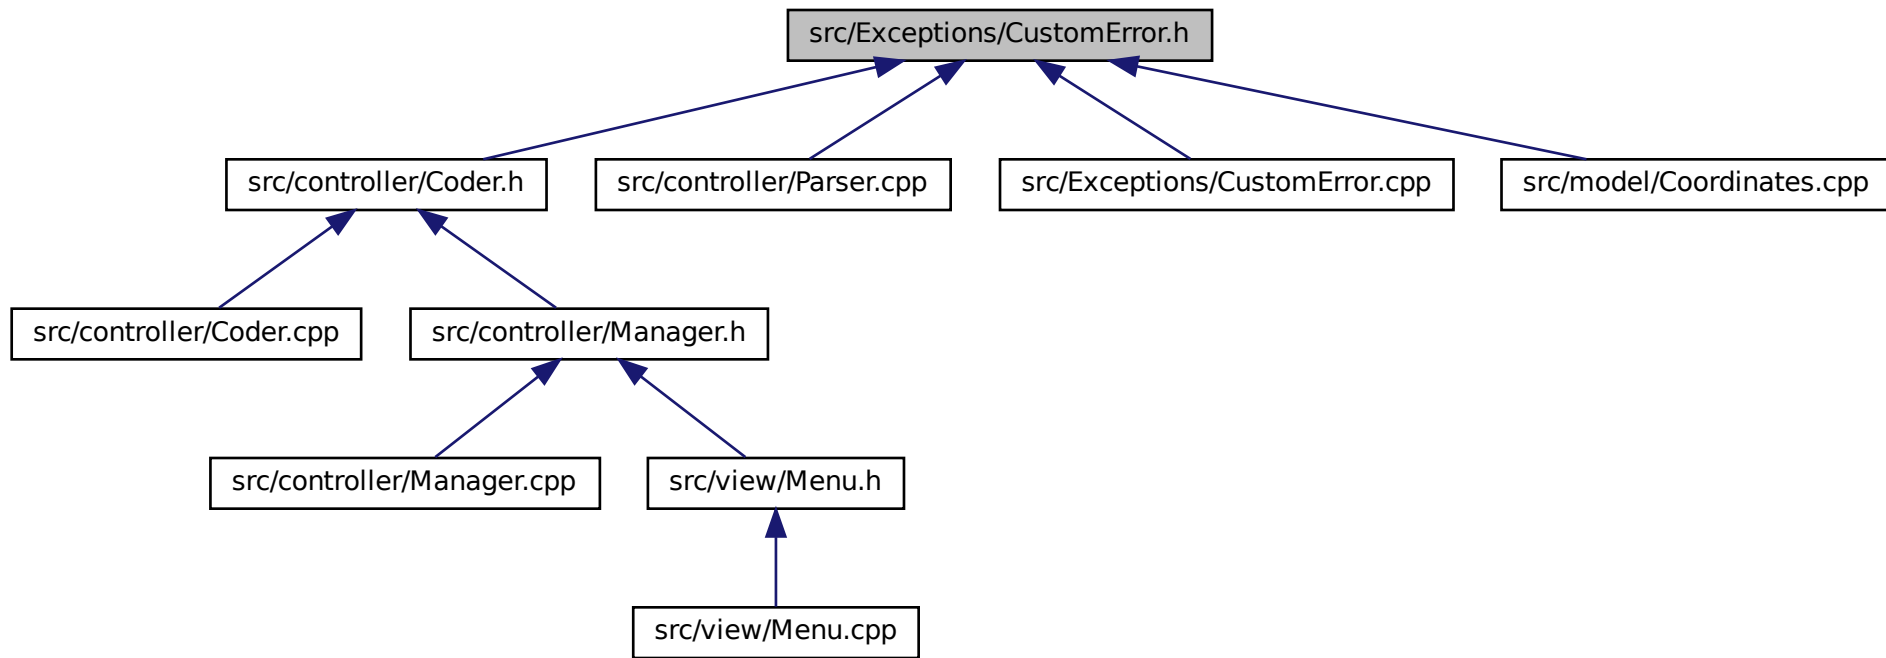 src/Exceptions/CustomError.h
src/controller/Coder.h
src/controller/Parser.cpp
src/Exceptions/CustomError.cpp
src/model/Coordinates.cpp
src/controller/Coder.cpp
src/controller/Manager.h
src/controller/Manager.cpp
src/view/Menu.h
src/view/Menu.cpp